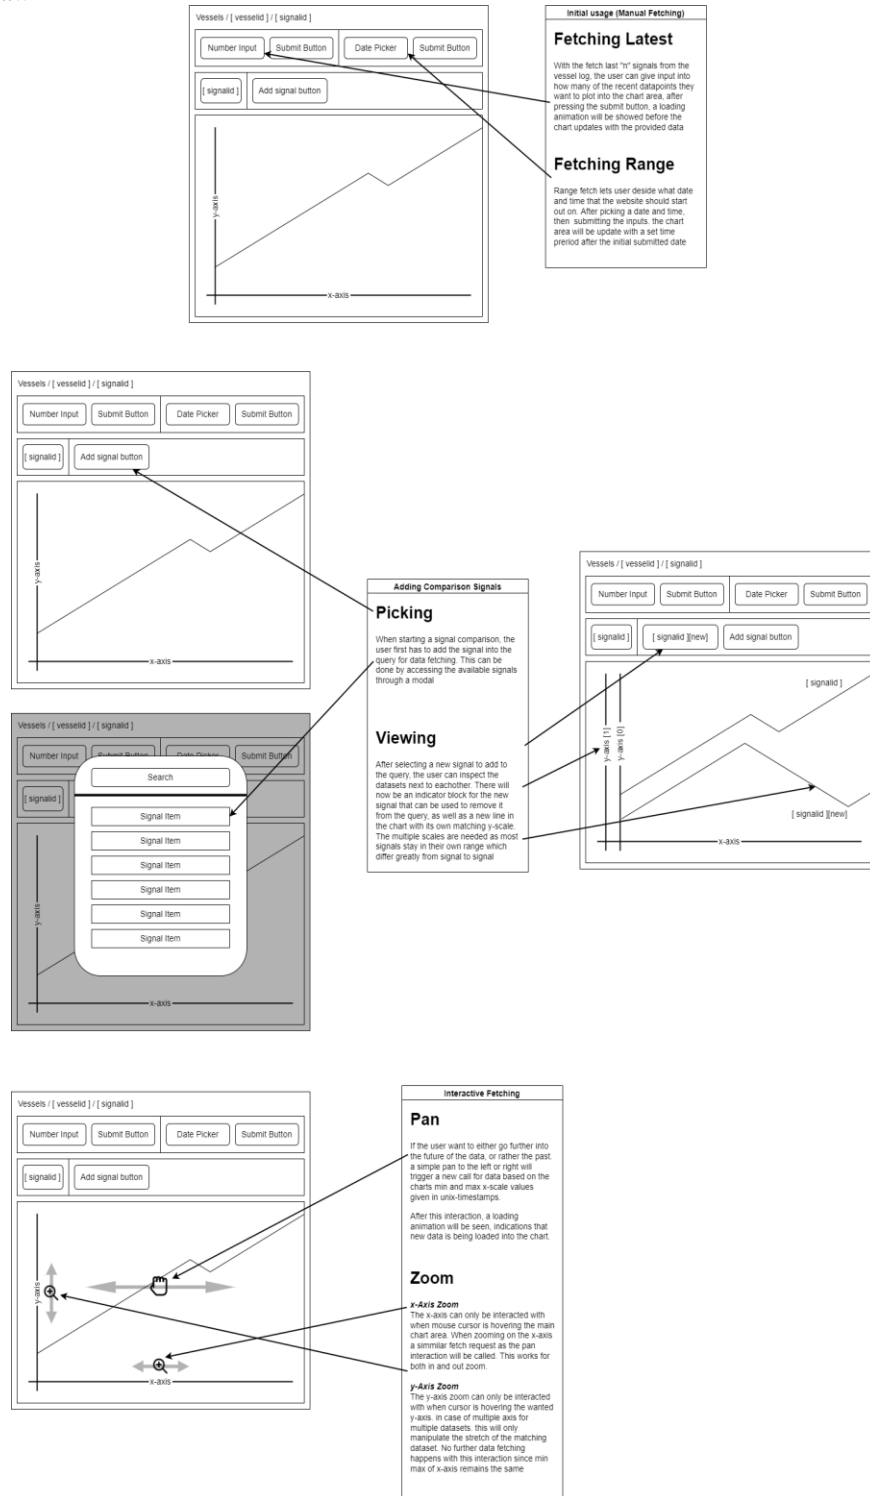 Vessels / [ vesselid ] / [ signalid ]
Number Input
Submit Button
Date Picker
Submit Button
[ signalid ]
Add signal button
y-axis
x-axis
Initial usage (Manual Fetching)
Fetching Latest
With the fetch last "n" signals from the
vessel log, the user can give input into
how many of the recent datapoints they
want to plot into the chart area, after
pressing the submit button, a loading
animation will be showed before the
chart updates with the provided data
Fetching Range
Range fetch lets user deside what date
and time that the website should start
out on. After picking a date and time,
then submitting the inputs. the chart
area will be update with a set time
preriod after the initial submitted date
Vessels / [ vesselid ] / [ signalid ]
Number Input
Submit Button
Date Picker
Submit Button
[ signalid ]
Add signal button
y-axis
x-axis
Vessels / [ vesselid ] / [ signalid ]
Number Input
Submit Button
Date Picker
Submit Button
[ signalid ]
Search
Signal Item
Signal Item
Signal Item
Signal Item
Signal Item
Signal Item
y-axis
x-axis
Adding Comparison Signals
Picking
When starting a signal comparison, the
user first has to add the signal into the
query for data fetching. This can be
done by accessing the available signals
through a modal
Viewing
After selecting a new signal to add to
the query, the user can inspect the
datasets next to eachother. There will
now be an indicator block for the new
signal that can be used to remove it
from the query, as well as a new line in
the chart with its own matching y-scale.
The multiple scales are needed as most
signals stay in their own range which
differ greatly from signal to signal
Vessels / [ vesselid ] / [ signalid ]
Number Input
Submit Button
Date Picker
Submit Button
[ signalid ]
[ signalid ][new]
Add signal button
[ signalid ]
y-axis [1]
y-axis [0]
[ signalid ][new]
x-axis
Vessels / [ vesselid ] / [ signalid ]
Number Input
Submit Button
Date Picker
Submit Button
[ signalid ]
Add signal button
y-axis
x-axis
Interactive Fetching
Pan
If the user want to either go further into
the future of the data, or rather the past.
a simple pan to the left or right will
trigger a new call for data based on the
charts min and max x-scale values
given in unix-timestamps.
After this interaction, a loading
animation will be seen, indications that
new data is being loaded into the chart.
Zoom
x-Axis Zoom
The x-axis can only be interacted with
when mouse cursor is hovering the main
chart area. When zooming on the x-axis
a simmilar fetch request as the pan
interaction will be called. This works for
both in and out zoom.
y-Axis Zoom
The y-axis zoom can only be interacted
with when cursor is hovering the wanted
y-axis. in case of multiple axis for
multiple datasets. this will only
manipulate the stretch of the matching
dataset. No further data fetching
happens with this interaction since min
max of x-axis remains the same